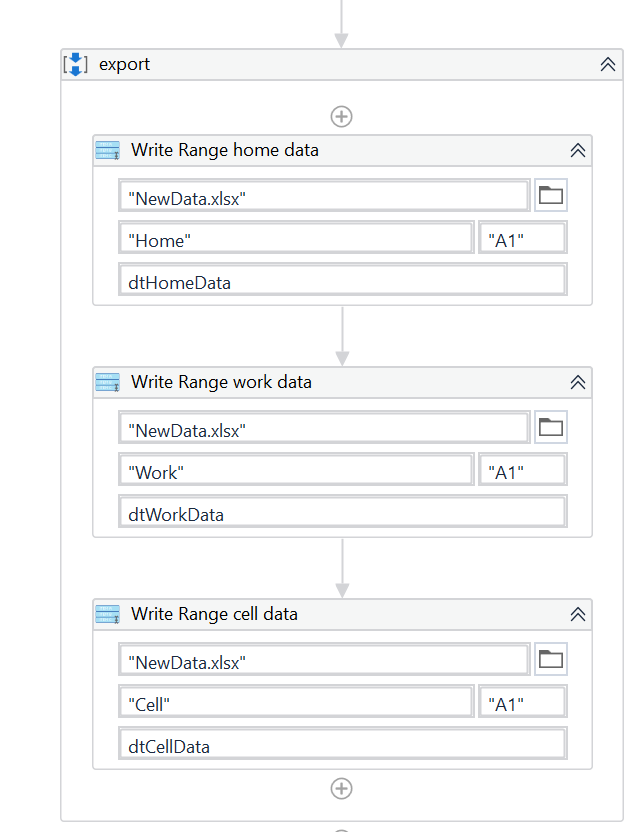 export
Write Range home data
"NewData.xlsx"
"Home" "A1"
dtHomeData
Write Range work data
"NewData.xlsx"
"Work" "A1"
dtWorkData
Write Range cell data
"NewData.xlsx"
"Cell" "A1"
dtCellData